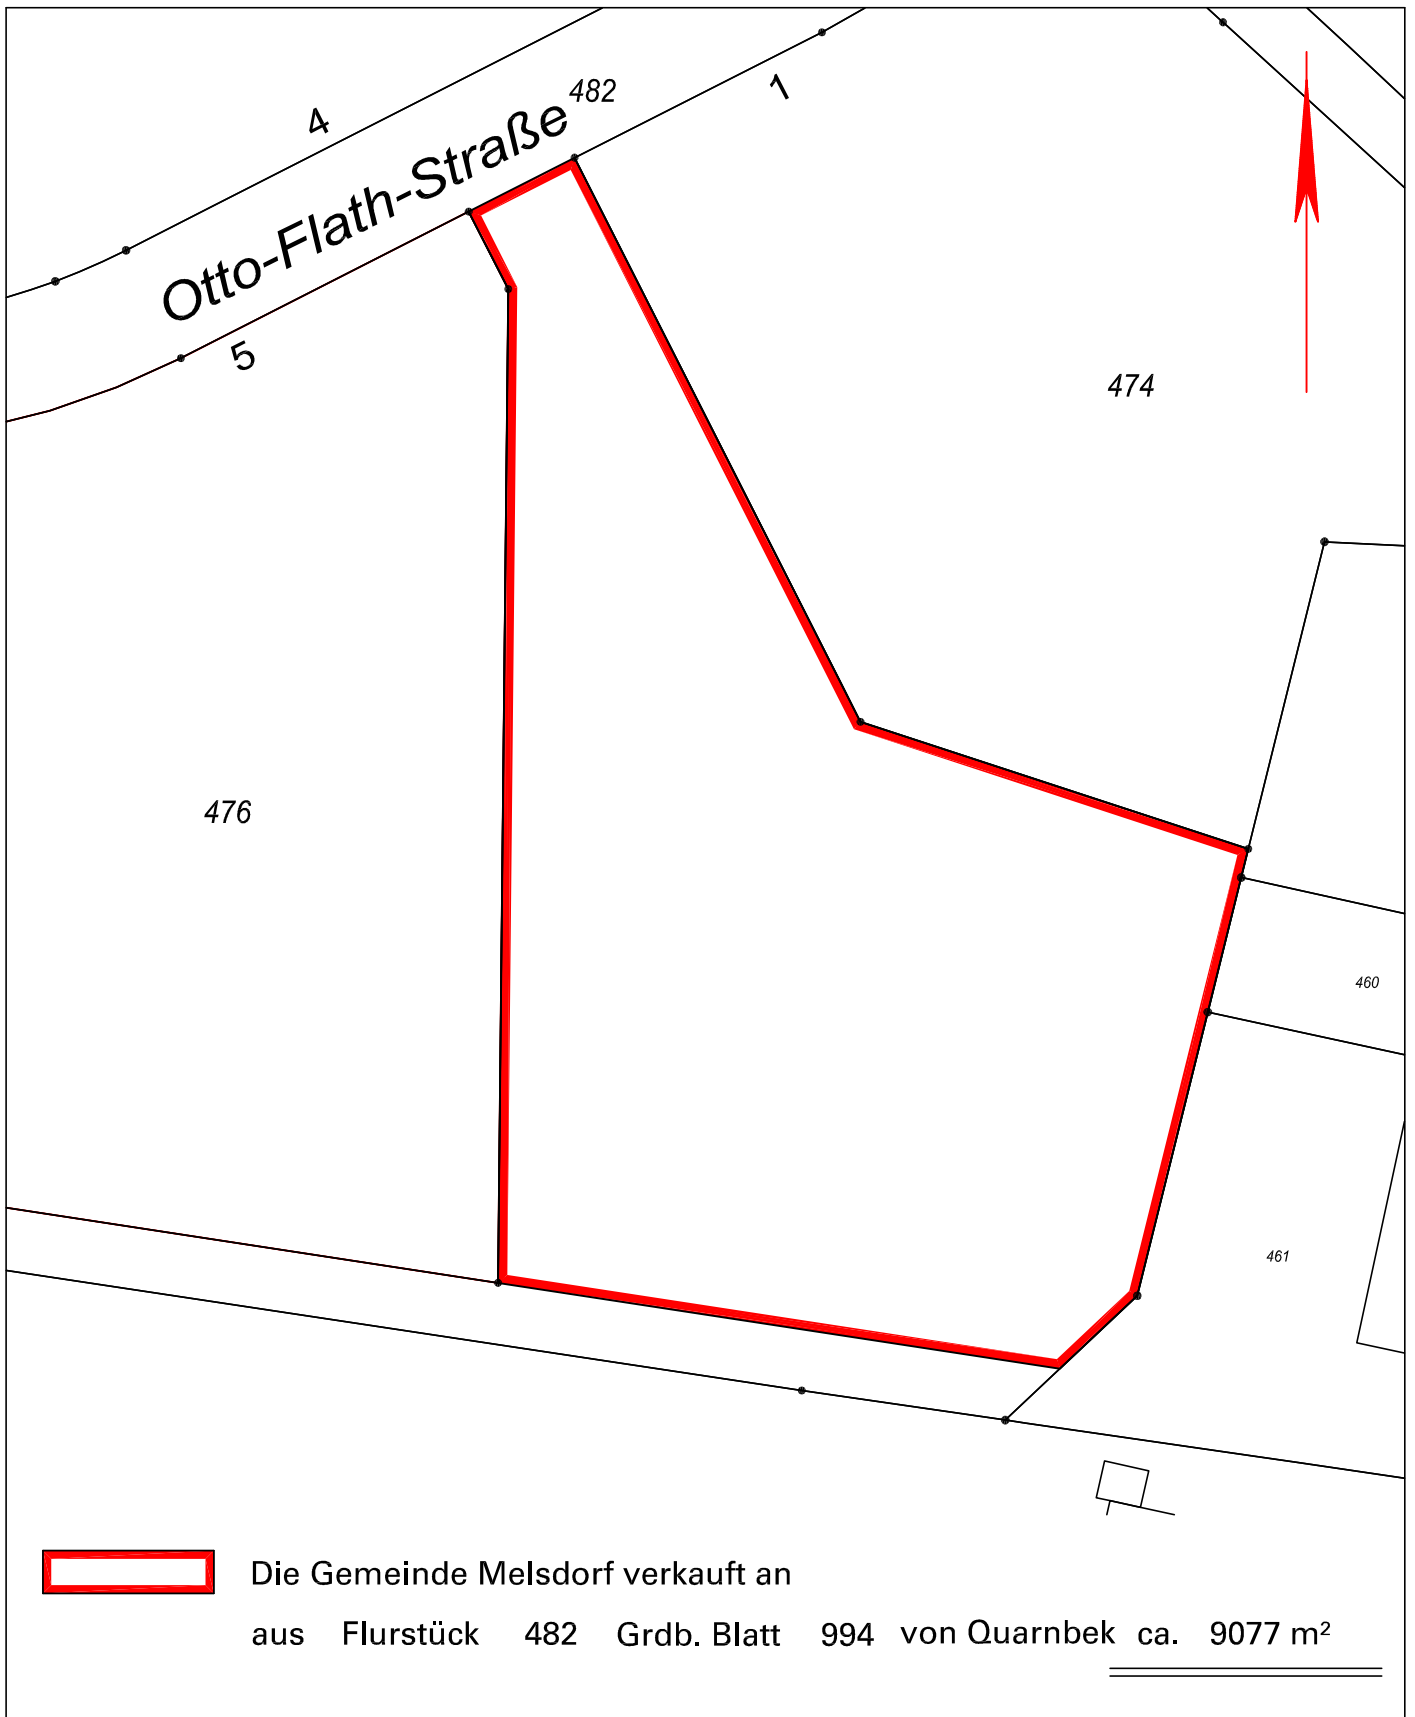 482
1
4
Otto-Flath-Straße
5
474
476
460
461
Die Gemeinde Melsdorf verkauft an
aus Flurstück 482 Grdb. Blatt 994 von Quarnbek ca. 9077 m²